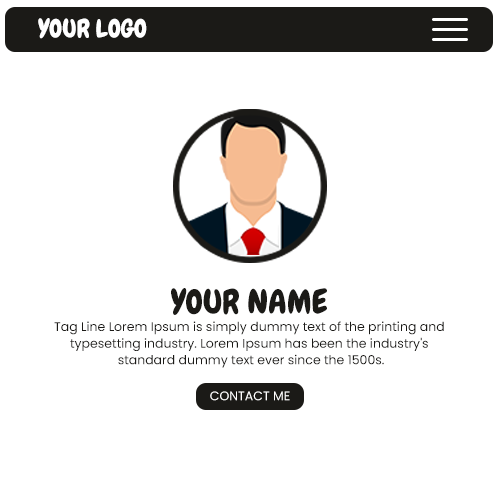 YOUR LOGO
YOUR NAME
Tag Line Lorem Ipsum is simply dummy text of the printing and
typesetting industry. Lorem Ipsum has been the industry's
standard dummy text ever since the 1500s.
CONTACT ME